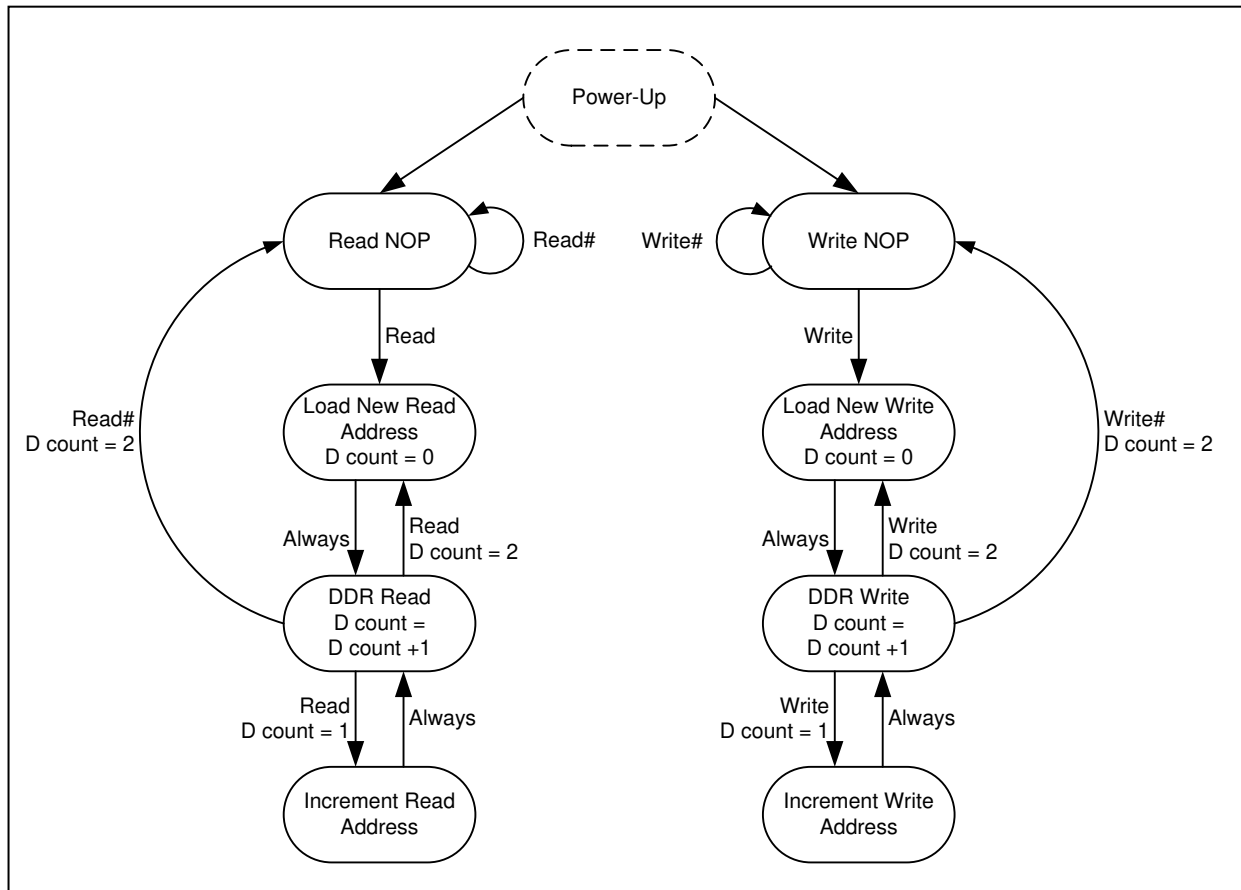 Power-Up
Read NOP
Read#
Write#
Write NOP
Read
Write
Load New Read
Address
D count = 0
Load New Write
Address
D count = 0
Read#
D count = 2
Write#
D count = 2
Always
Read
D count = 2
Always
Write
D count = 2
DDR Read
D count =
D count +1
DDR Write
D count =
D count +1
Read
D count = 1
Always
Write
D count = 1
Always
Increment Read
Address
Increment Write
Address